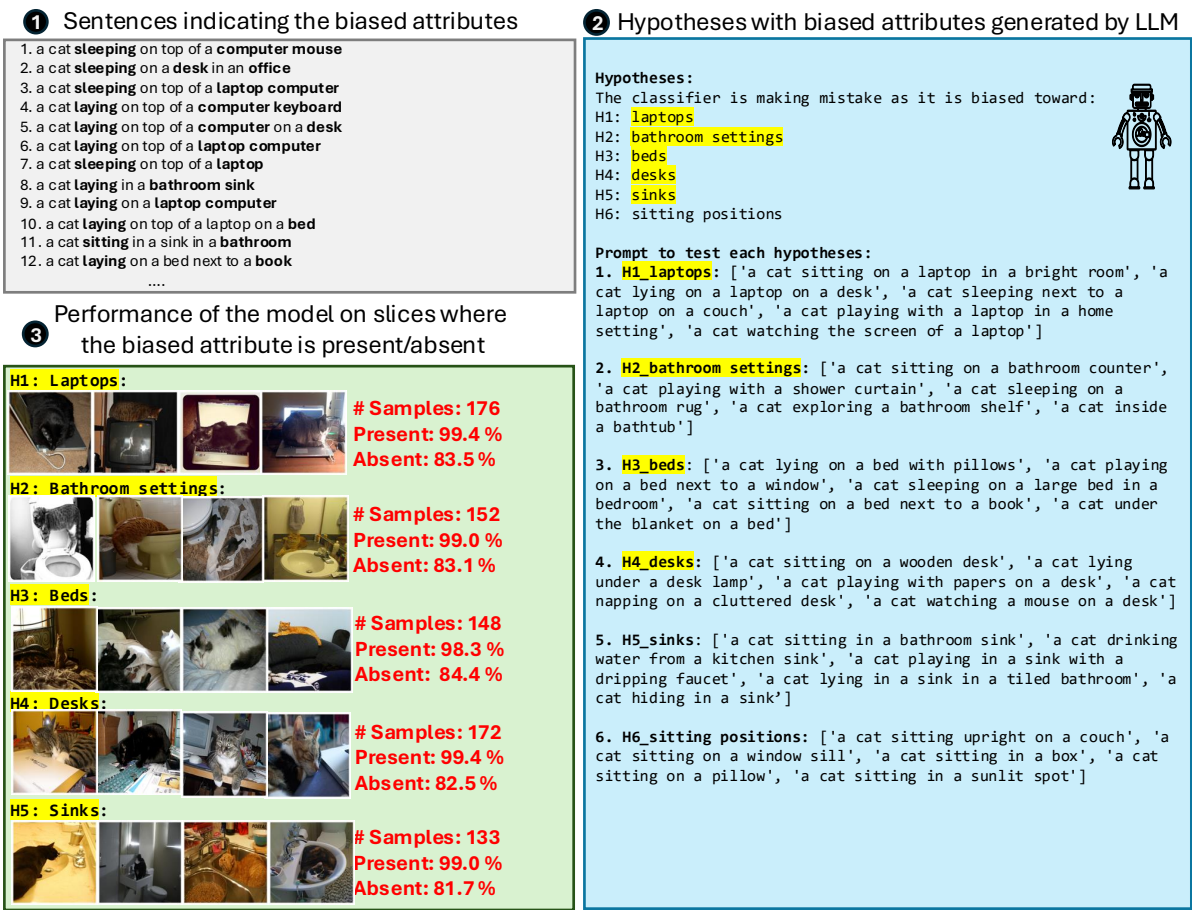 1 Sentences indicating the biased attributes
1. a cat sleeping on top of a computer mouse
2. a cat sleeping on a desk in an office
3. a cat sleeping on top of a laptop computer
4. a cat laying on top of a computer keyboard
5. a cat laying on top of a computer on a desk
6. a cat laying on top of a laptop computer
7. a cat sleeping on top of a laptop
8. a cat laying in a bathroom sink
9. a cat laying on a laptop computer
10. a cat laying on top of a laptop on a bed
11. a cat sitting in a sink in a bathroom
12. a cat laying on a bed next to a book
....
2 Hypotheses with biased attributes generated by LLM
Hypotheses:
The classifier is making mistake as it is biased toward:
H1: laptops
H2: bathroom settings
H3: beds
H4: desks
H5: sinks
H6: sitting positions
Prompt to test each hypotheses:
1. H1_laptops: ['a cat sitting on a laptop in a bright room', 'a
cat lying on a laptop on a desk', 'a cat sleeping next to a
laptop on a couch', 'a cat playing with a laptop in a home
setting', 'a cat watching the screen of a laptop']
2. H2_bathroom settings: ['a cat sitting on a bathroom counter',
'a cat playing with a shower curtain', 'a cat sleeping on a
bathroom rug', 'a cat exploring a bathroom shelf', 'a cat inside
a bathtub']
3. H3_beds: ['a cat lying on a bed with pillows', 'a cat playing
on a bed next to a window', 'a cat sleeping on a large bed in a
bedroom', 'a cat sitting on a bed next to a book', 'a cat under
the blanket on a bed']
4. H4_desks: ['a cat sitting on a wooden desk', 'a cat lying
under a desk lamp', 'a cat playing with papers on a desk', 'a cat
napping on a cluttered desk', 'a cat watching a mouse on a desk']
5. H5_sinks: ['a cat sitting in a bathroom sink', 'a cat drinking
water from a kitchen sink', 'a cat playing in a sink with a
dripping faucet', 'a cat lying in a sink in a tiled bathroom', 'a
cat hiding in a sink’]
6. H6_sitting positions: ['a cat sitting upright on a couch', 'a
cat sitting on a window sill', 'a cat sitting in a box', 'a cat
sitting on a pillow', 'a cat sitting in a sunlit spot']
3 Performance of the model on slices where
the biased attribute is present/absent
H1: Laptops:
# Samples: 176
Present: 99.4 %
Absent: 83.5 %
H2: Bathroom settings:
# Samples: 152
Present: 99.0 %
Absent: 83.1 %
H3: Beds:
# Samples: 148
Present: 98.3 %
Absent: 84.4 %
H4: Desks:
# Samples: 172
Present: 99.4 %
Absent: 82.5 %
H5: Sinks:
# Samples: 133
Present: 99.0 %
Absent: 81.7 %